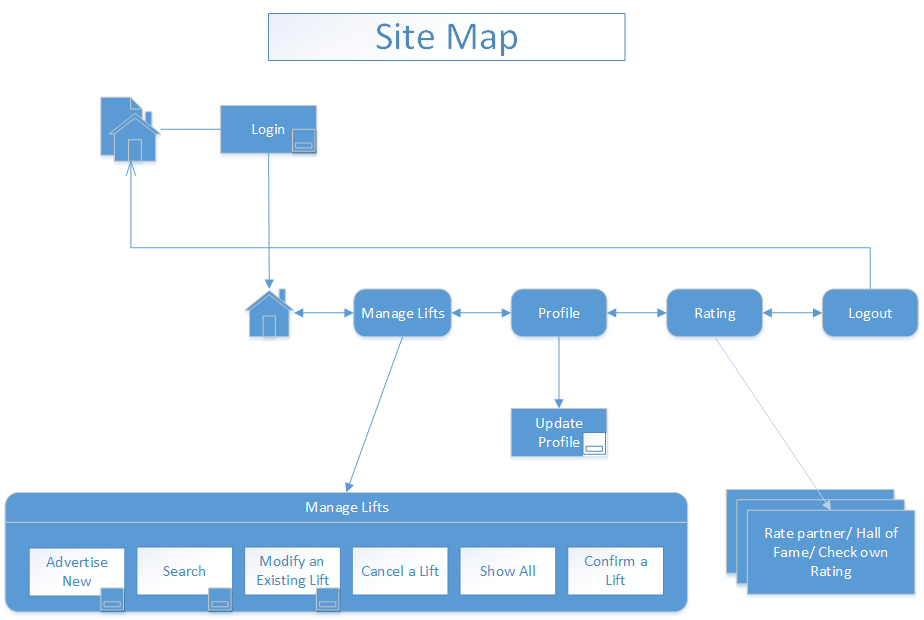 Site Map
Login
Manage Lifts
Profile
Rating
Logout
Update
Profile
Manage Lifts
Advertise
New
Search
Modify an
Existing Lift
Cancel a Lift
Show All
Confirm a
Lift
Rate partner/ Hall of
Fame/ Check own
Rating